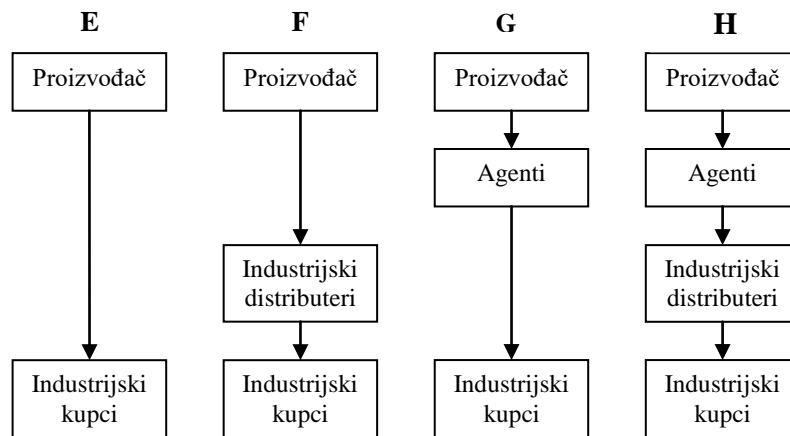 E F G H
Proizvođač Proizvođač Proizvođač Proizvođač
Agenti Agenti
Industrijski Industrijski
distributeri distributeri
Industrijski Industrijski Industrijski Industrijski
kupci kupci kupci kupci